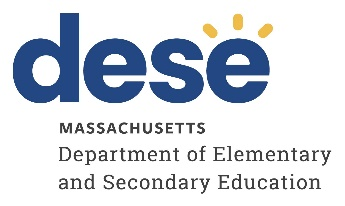 dese
MASSACHUSETTS
Department of Elementary
and Secondary Education